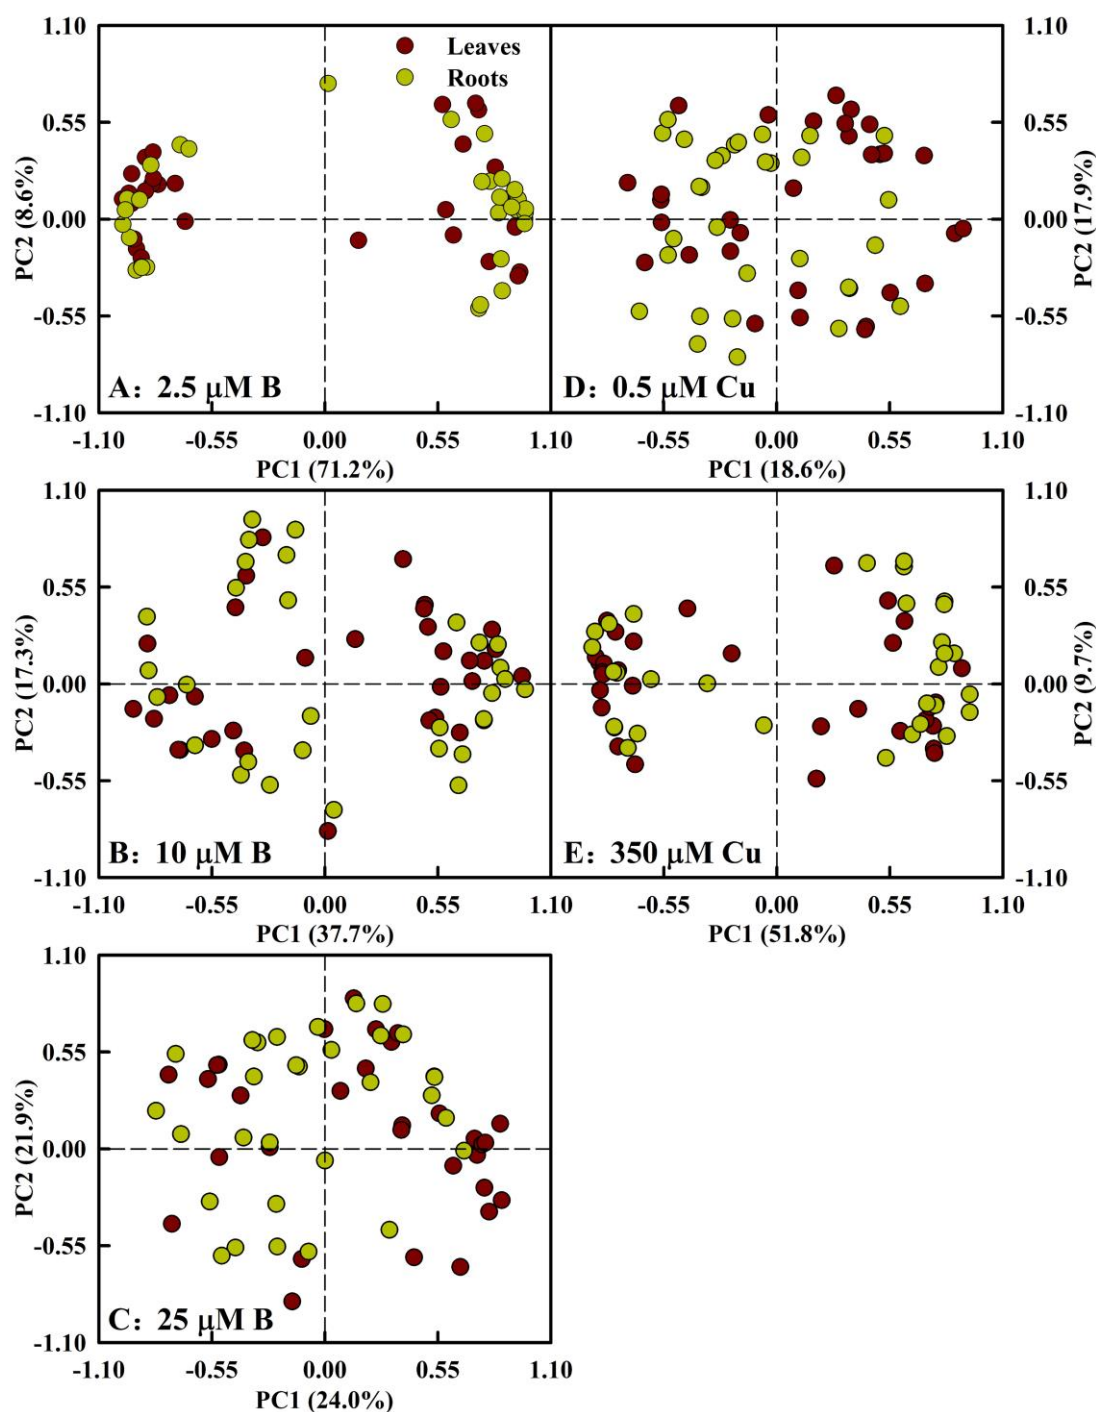 1.10
0.55
0.00
-0.55
-1.10
PC2 (8.6%)
Leaves
Roots
A: 2.5 μM B
-1.10 -0.55 0.00 0.55 1.10
PC1 (71.2%)
1.10
0.55
0.00
-0.55
-1.10
PC2 (17.9%)
D: 0.5 μM Cu
-0.55 0.00 0.55 1.10
PC1 (18.6%)
1.10
0.55
0.00
-0.55
-1.10
PC2 (17.3%)
B: 10 μM B
-1.10 -0.55 0.00 0.55 1.10
PC1 (37.7%)
1.10
0.55
0.00
-0.55
-1.10
PC2 (9.7%)
E: 350 μM Cu
-0.55 0.00 0.55 1.10
PC1 (51.8%)
1.10
0.55
0.00
-0.55
-1.10
PC2 (21.9%)
C: 25 μM B
-1.10 -0.55 0.00 0.55 1.10
PC1 (24.0%)